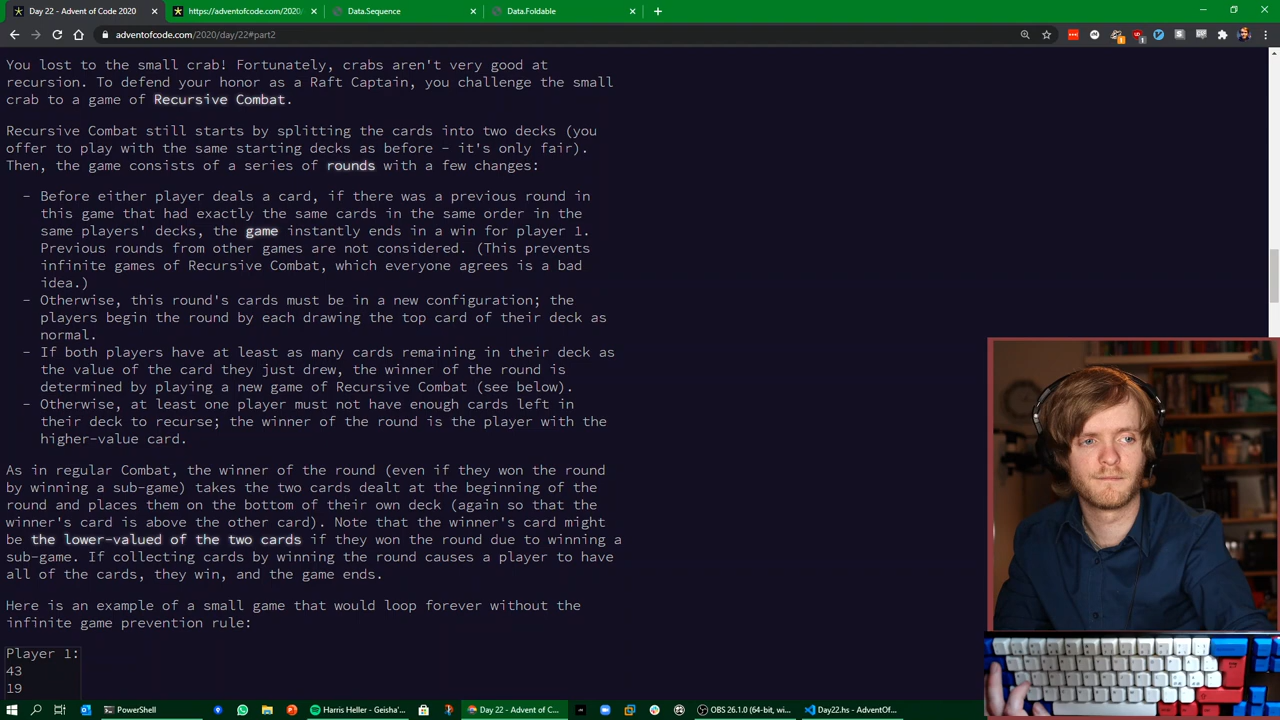 Day 22 - Advent of Code 2020
https://adventofcode.com/2020/
Data.Sequence
Data.Foldable
adventofcode.com/2020/day/22#part2
You lost to the small crab! Fortunately, crabs aren't very good at
recursion. To defend your honor as a Raft Captain, you challenge the small
crab to a game of Recursive Combat.
Recursive Combat still starts by splitting the cards into two decks (you
offer to play with the same starting decks as before - it's only fair).
Then, the game consists of a series of rounds with a few changes:
- Before either player deals a card, if there was a previous round in
this game that had exactly the same cards in the same order in the
same players' decks, the game instantly ends in a win for player 1.
Previous rounds from other games are not considered. (This prevents
infinite games of Recursive Combat, which everyone agrees is a bad
idea.)
- Otherwise, this round's cards must be in a new configuration; the
players begin the round by each drawing the top card of their deck as
normal.
- If both players have at least as many cards remaining in their deck as
the value of the card they just drew, the winner of the round is
determined by playing a new game of Recursive Combat (see below).
- Otherwise, at least one player must not have enough cards left in
their deck to recurse; the winner of the round is the player with the
higher-value card.
As in regular Combat, the winner of the round (even if they won the round
by winning a sub-game) takes the two cards dealt at the beginning of the
round and places them on the bottom of their own deck (again so that the
winner's card is above the other card). Note that the winner's card might
be the lower-valued of the two cards if they won the round due to winning a
sub-game. If collecting cards by winning the round causes a player to have
all of the cards, they win, and the game ends.
Here is an example of a small game that would loop forever without the
infinite game prevention rule:
Player 1:
43
19
PowerShell
Harris Heller - Geisha'...
Day 22 - Advent of C...
OBS 26.1.0 (64-bit, wi...
Day22.hs - AdventOf...